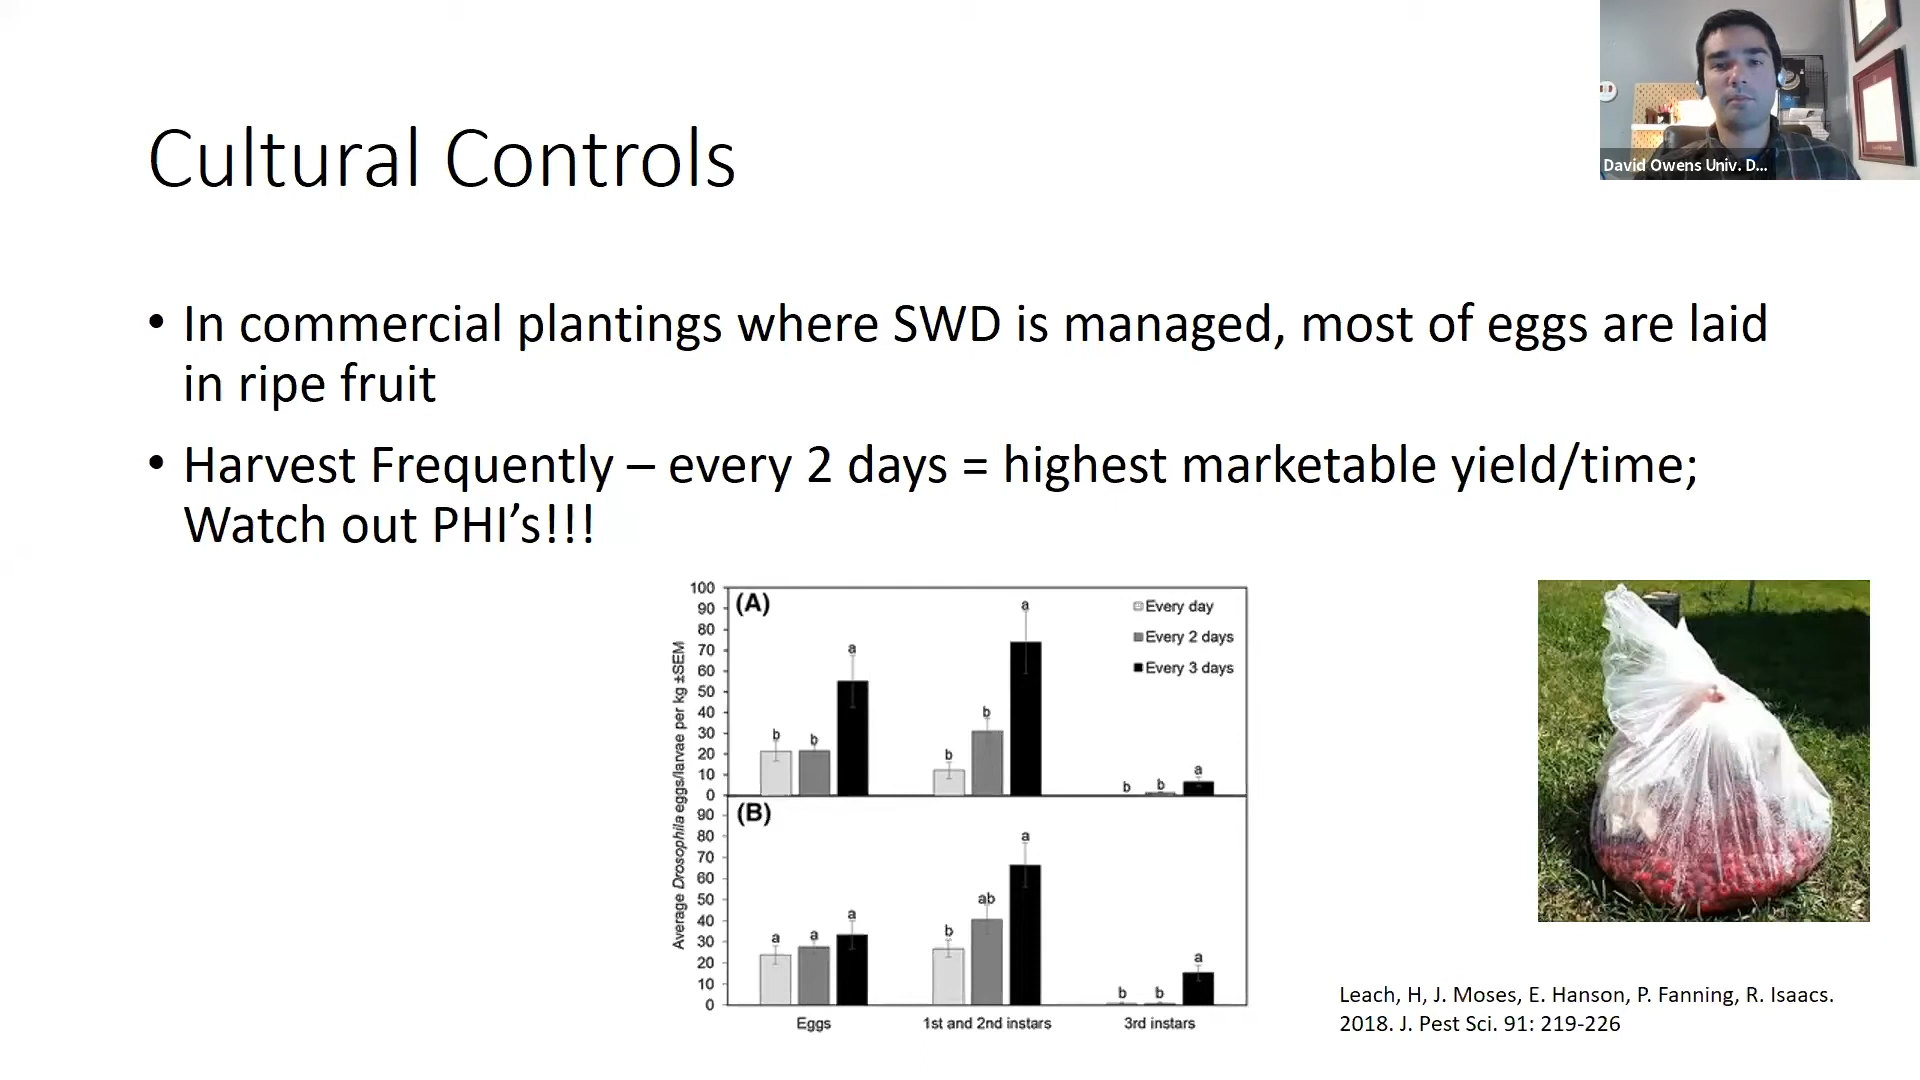 David Owens Univ. D...
Cultural Controls
• In commercial plantings where SWD is managed, most of eggs are laid
in ripe fruit
• Harvest Frequently – every 2 days = highest marketable yield/time;
Watch out PHI’s!!!
Average Drosophila eggs/larvae per kg ±SEM
100
90
80
70
60
50
40
30
20
10
0
(A)
Every day
Every 2 days
Every 3 days
b b a
b b a
b b a
90
80
70
60
50
40
30
20
10
0
(B)
a a a
b ab a
b b a
Eggs 1st and 2nd instars 3rd instars
Leach, H, J. Moses, E. Hanson, P. Fanning, R. Isaacs.
2018. J. Pest Sci. 91: 219-226